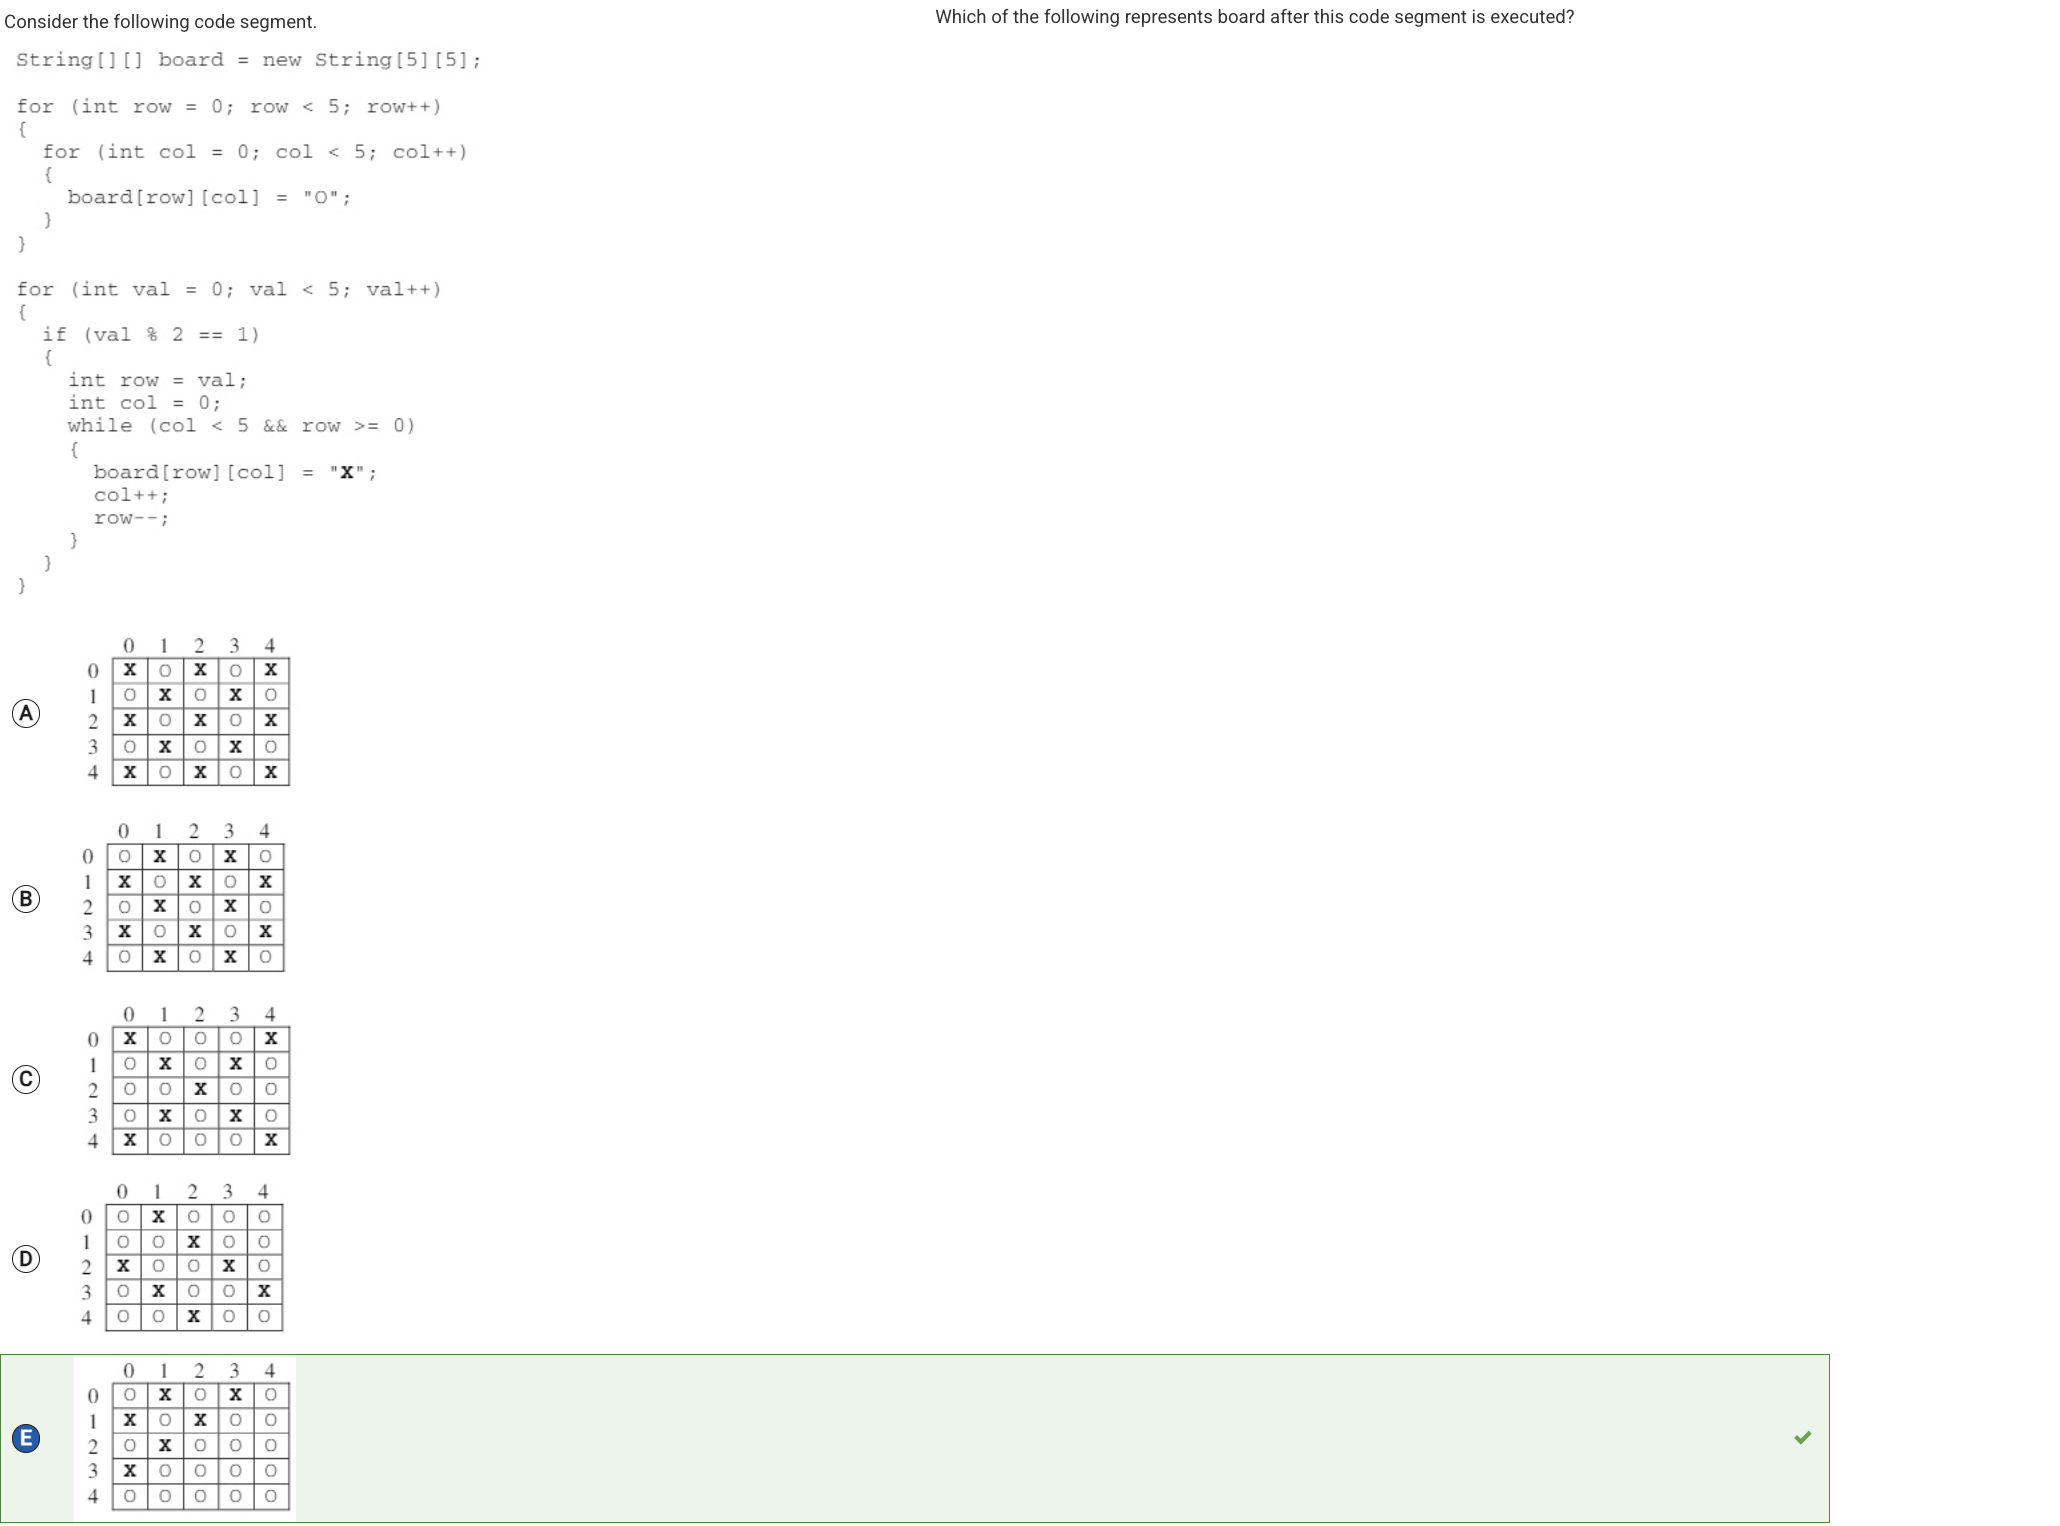 Consider the following code segment.
Which of the following represents board after this code segment is executed?
String[][] board = new String[5][5];
for (int row = 0; row < 5; row++)
{
for (int col = 0; col < 5; col++)
{
board[row][col] = "O";
}
}
for (int val = 0; val < 5; val++)
{
if (val % 2 == 1)
{
int row = val;
int col = 0;
while (col < 5 && row >= 0)
{
board[row][col] = "X";
col++;
row--;
}
}
}
A
0 1 2 3 4
0 X O X O X
1 O X O X O
2 X O X O X
3 O X O X O
4 X O X O X
B
0 1 2 3 4
0 O X O X O
1 X O X O X
2 O X O X O
3 X O X O X
4 O X O X O
C
0 1 2 3 4
0 X O O O X
1 O X O X O
2 O O X O O
3 O X O X O
4 X O O O X
D
0 1 2 3 4
0 O X O O O
1 O O X O O
2 X O O X O
3 O X O O X
4 O O X O O
E
0 1 2 3 4
0 O X O X O
1 X O X O O
2 O X O O O
3 X O O O O
4 O O O O O